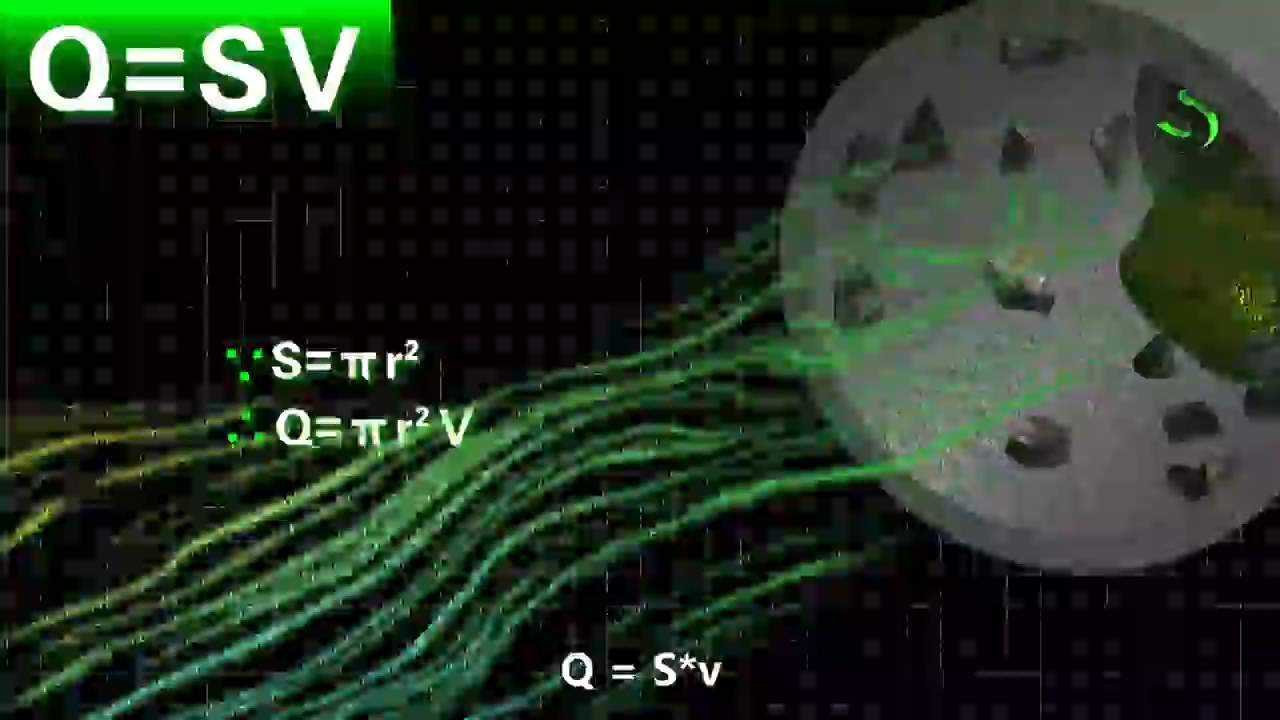 Q=SV
∵ S=πr²
∴ Q=πr²V
Q = S*v